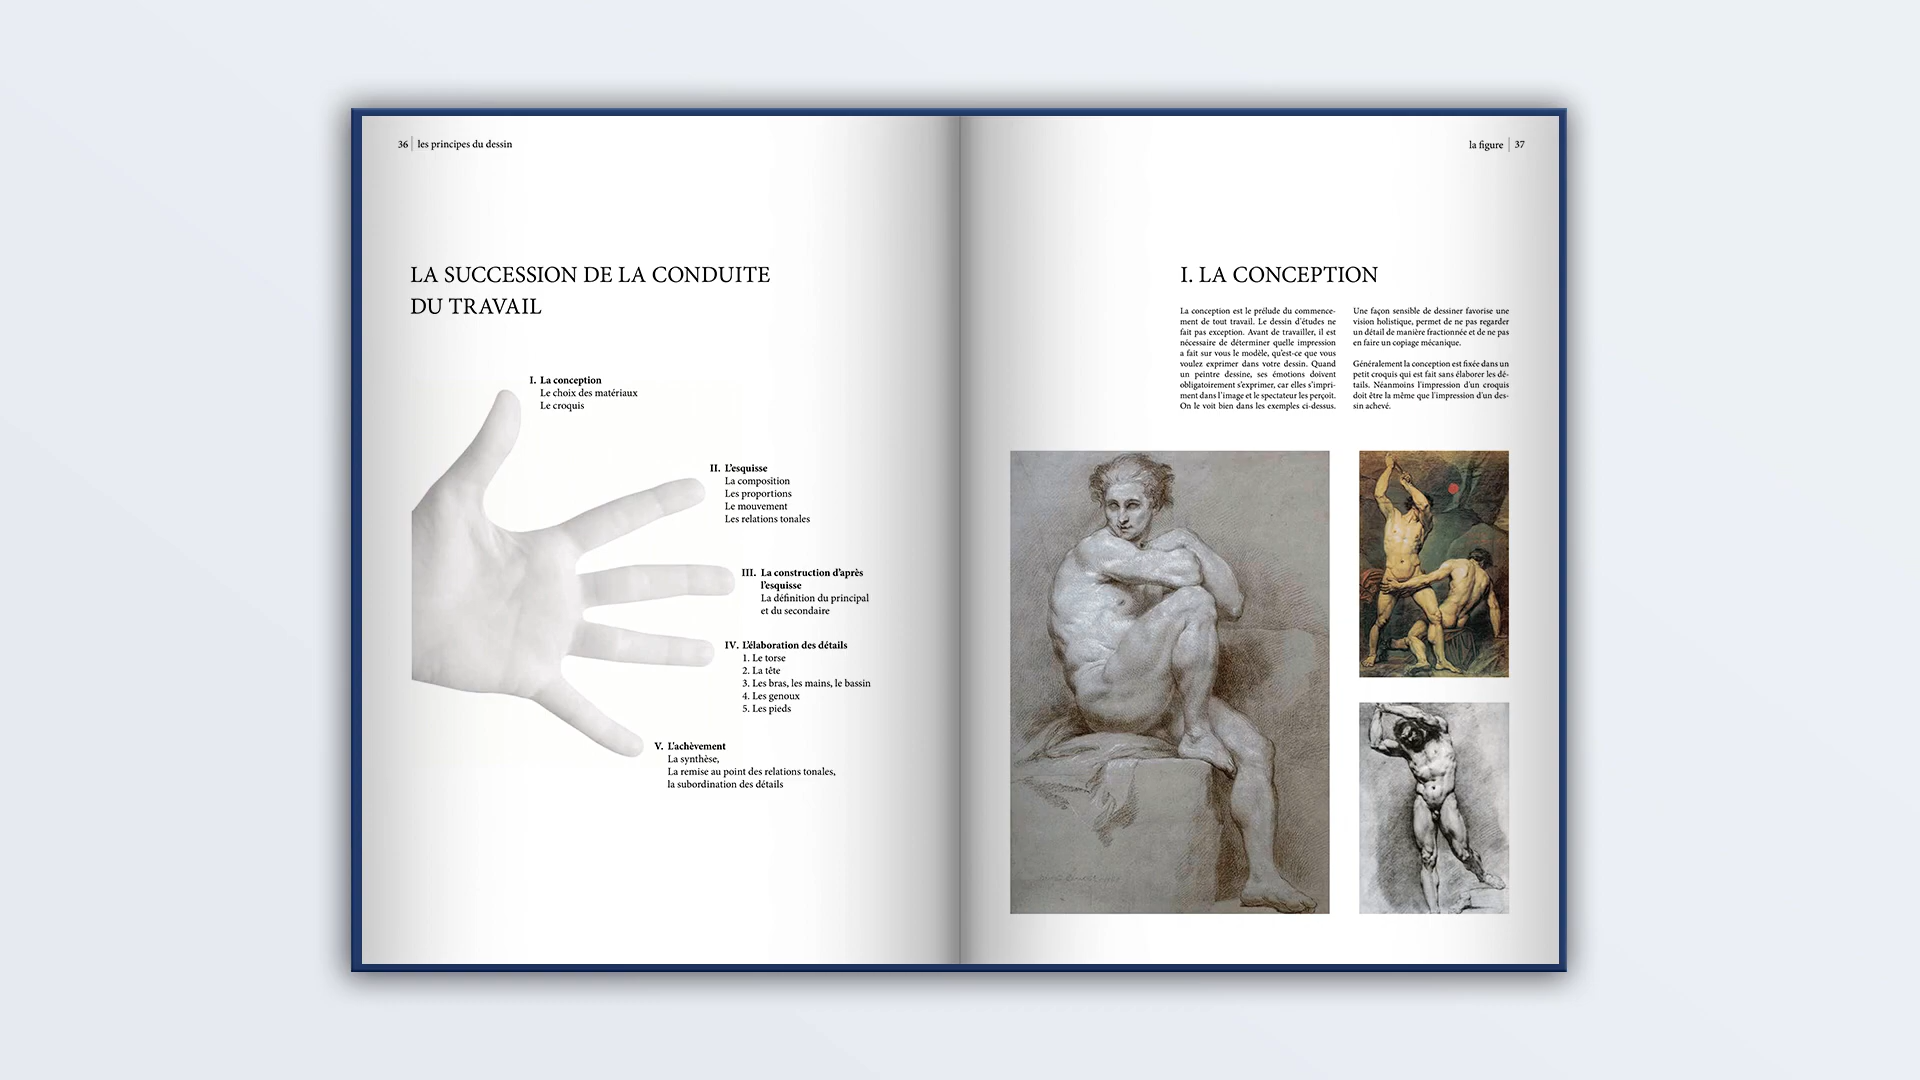 36 | les principes du dessin
LA SUCCESSION DE LA CONDUITE
DU TRAVAIL
I. La conception
Le choix des matériaux
Le croquis
II. L'esquisse
La composition
Les proportions
Le mouvement
Les relations tonales
III. La construction d'après
l'esquisse
La définition du principal
et du secondaire
IV. L'élaboration des détails
1. Le torse
2. La tête
3. Les bras, les mains, le bassin
4. Les genoux
5. Les pieds
V. L'achèvement
La synthèse,
La remise au point des relations tonales,
la subordination des détails
la figure | 37
I. LA CONCEPTION
La conception est le prélude du commence-
ment de tout travail. Le dessin d'études ne
fait pas exception. Avant de travailler, il est
nécessaire de déterminer quelle impression
a fait sur vous le modèle, qu'est-ce que vous
voulez exprimer dans votre dessin. Quand
un peintre dessine, ses émotions doivent
obligatoirement s'exprimer, car elles s'impri-
ment dans l'image et le spectateur les perçoit.
On le voit bien dans les exemples ci-dessus.
Une façon sensible de dessiner favorise une
vision holistique, permet de ne pas regarder
un détail de manière fractionnée et de ne pas
en faire un copiage mécanique.
Généralement la conception est fixée dans un
petit croquis qui est fait sans élaborer les dé-
tails. Néanmoins l'impression d'un croquis
doit être la même que l'impression d'un des-
sin achevé.